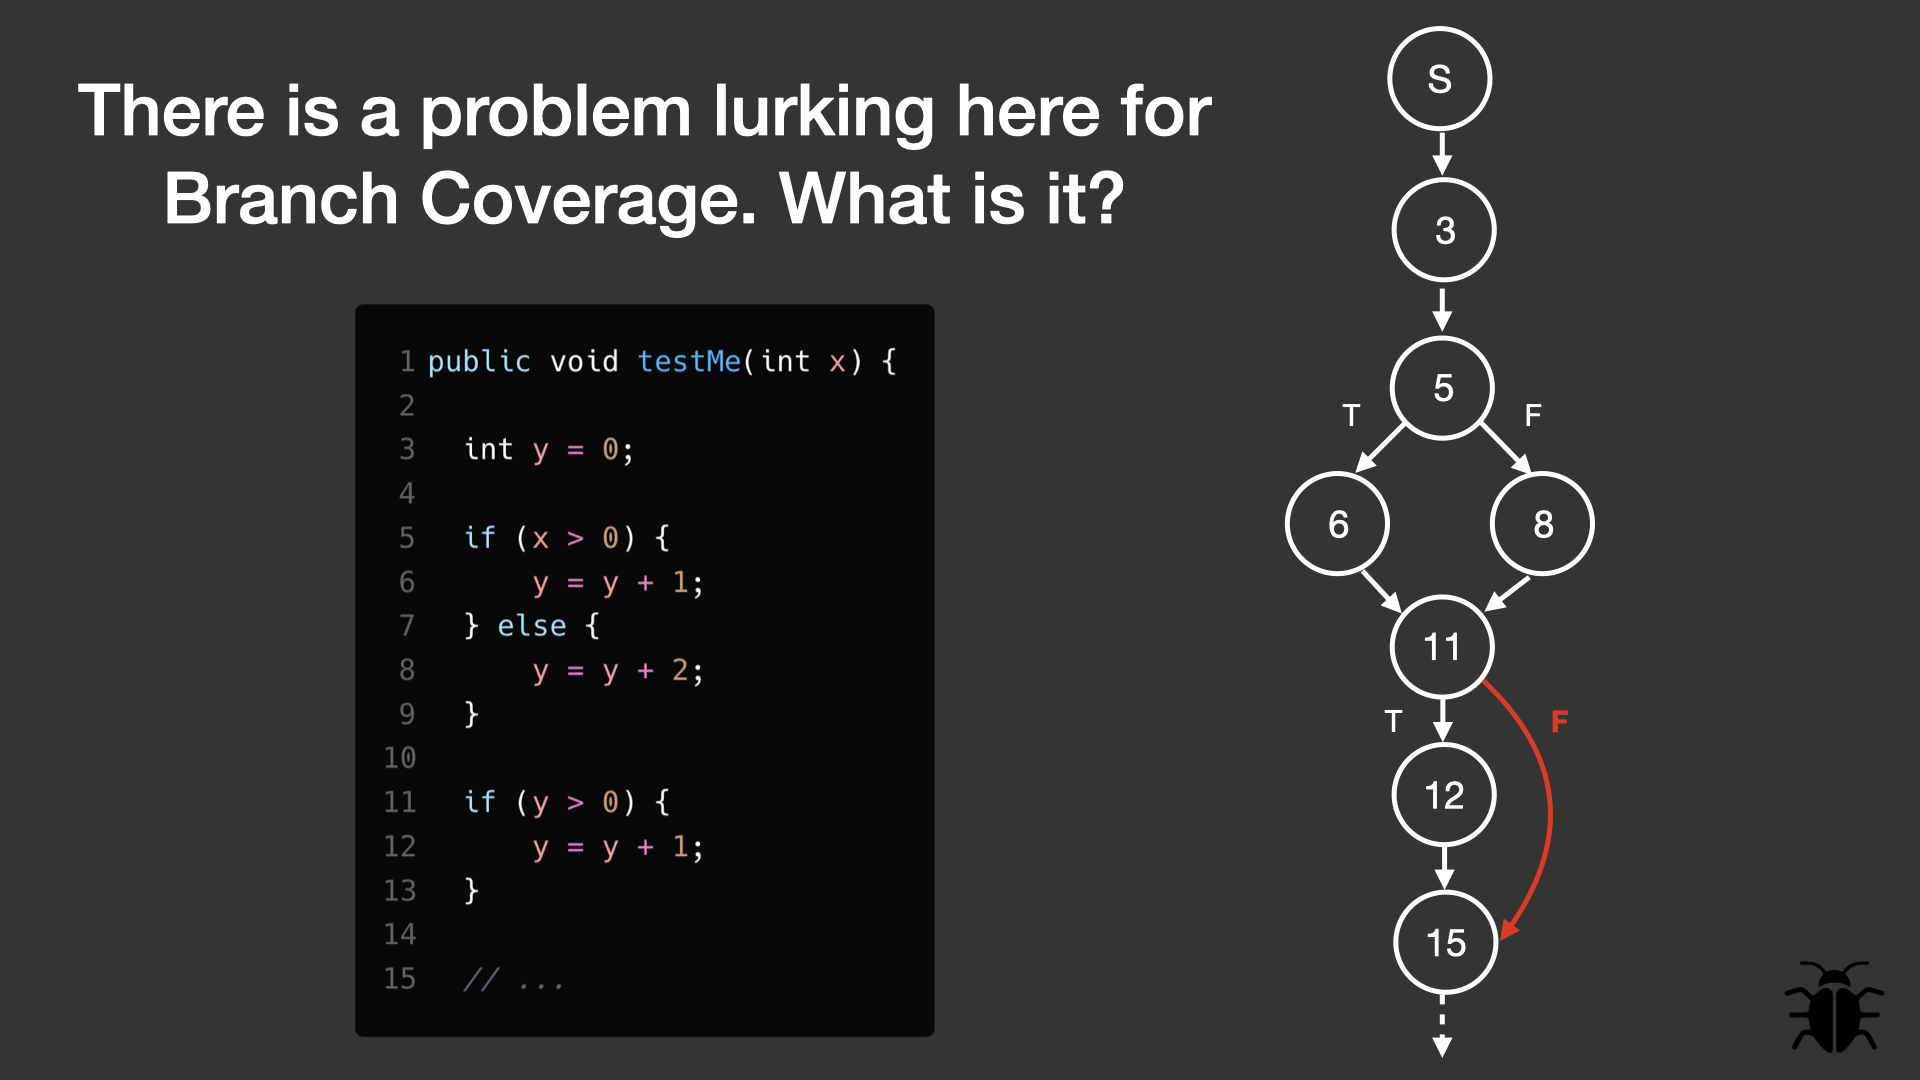 There is a problem lurking here for
Branch Coverage. What is it?
1 public void testMe(int x) {
2
3 int y = 0;
4
5 if (x > 0) {
6 y = y + 1;
7 } else {
8 y = y + 2;
9 }
10
11 if (y > 0) {
12 y = y + 1;
13 }
14
15 // ...
S
3
5
T F
6 8
11
T F
12
15